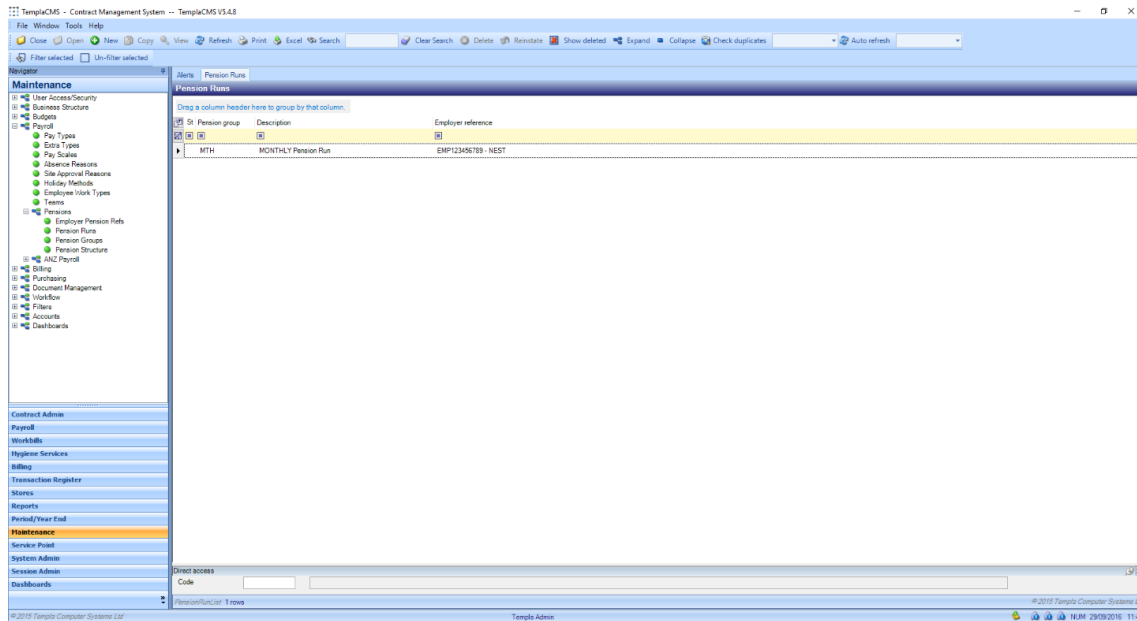 TemplaCMS - Contract Management System -- TemplaCMS V5.4.8
File Window Tools Help
Close Open New Copy View Refresh Print Excel Search Clear Search Delete Reinstate Show deleted Expand Collapse Check duplicates Auto refresh
Filter selected Un-filter selected
Navigator
Alerts Pension Runs
Maintenance
Pension Runs
User Access/Security
Business Structure
Budgets
Payroll
Pay Types
Extra Types
Pay Scales
Absence Reasons
Site Approval Reasons
Holiday Methods
Employee Work Types
Teams
Pensions
Employer Pension Refs
Pension Runs
Pension Groups
Pension Structure
ANZ Payroll
Billing
Purchasing
Document Management
Workflow
Filters
Accounts
Dashboards
Drag a column header here to group by that column.
St Pension group Description Employer reference
MTH MONTHLY Pension Run EMP123456789 - NEST
Contract Admin
Payroll
Workbills
Hygiene Services
Billing
Transaction Register
Stores
Reports
Period/Year End
Maintenance
Service Point
System Admin
Session Admin
Dashboards
Direct access
Code
PensionRunList 1 rows
© 2015 Templa Computer Systems
© 2015 Templa Computer Systems Ltd
Templa Admin
NUM 29/09/2016 11: